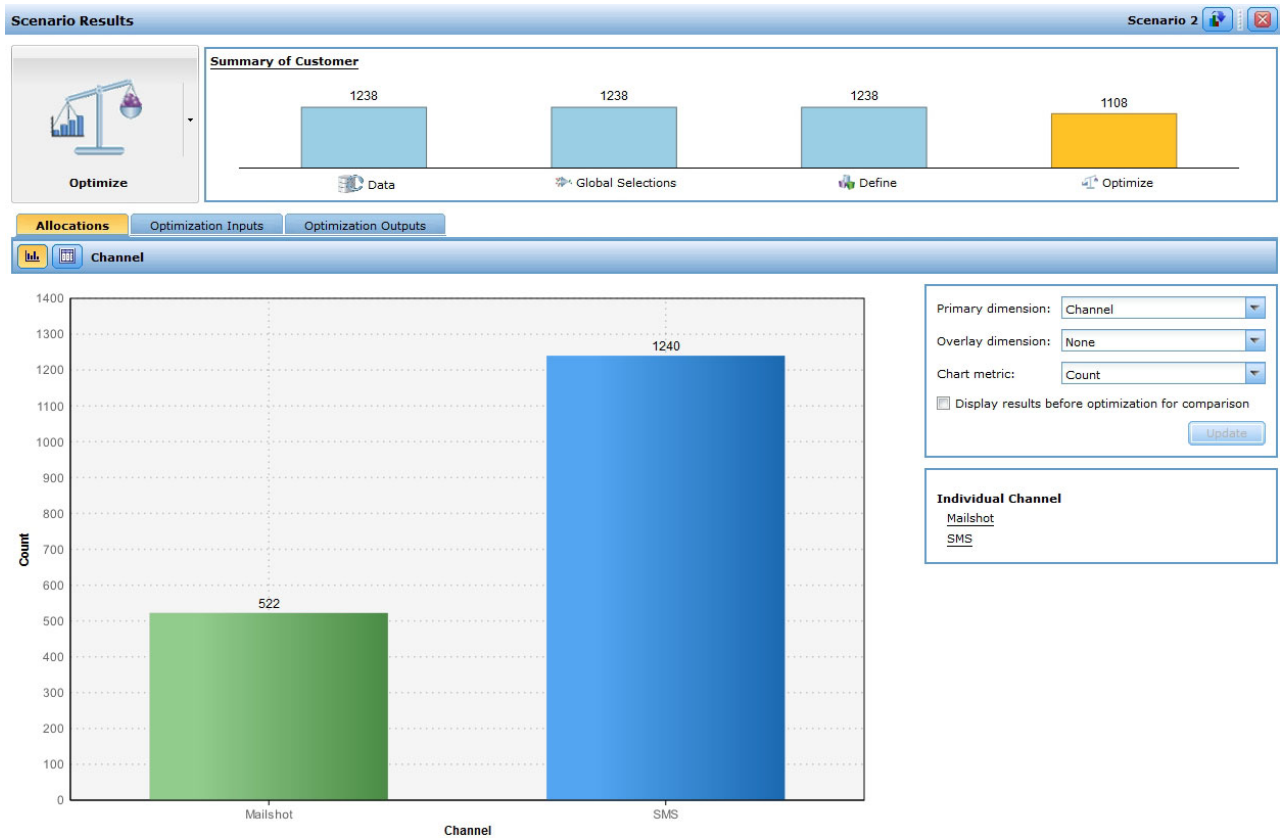 Scenario Results Scenario 2
Summary of Customer
1238 1238 1238 1108
Optimize Data Global Selections Define Optimize
Allocations Optimization Inputs Optimization Outputs
Channel
1400
1300
1200
1100
1000
900
800
700
600
500
400
300
200
100
0
Count
522
1240
Mailshot SMS
Channel
Primary dimension: Channel
Overlay dimension: None
Chart metric: Count
Display results before optimization for comparison
Update
Individual Channel
Mailshot
SMS